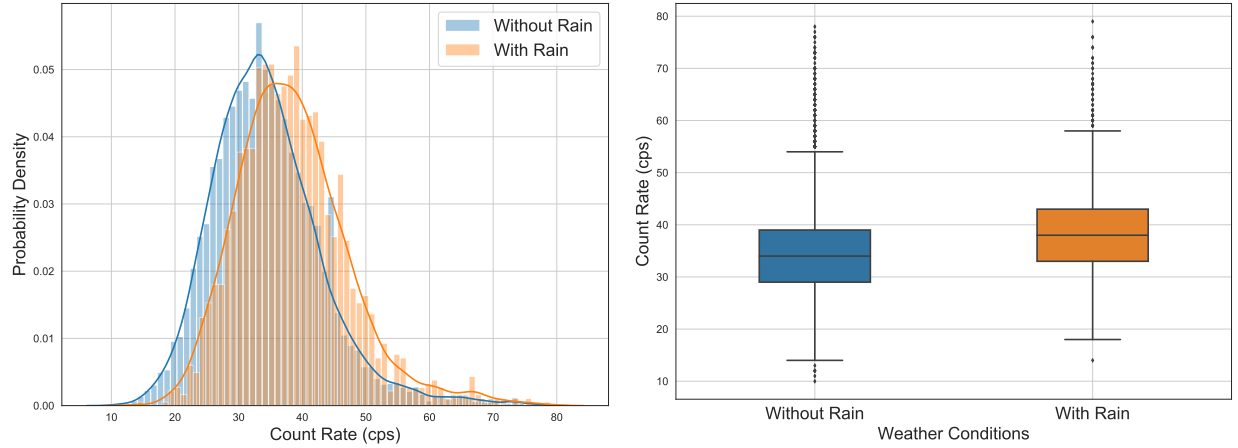 Without Rain
With Rain
Probability Density
0.05
0.04
0.03
0.02
0.01
0.00
10 20 30 40 50 60 70 80
Count Rate (cps)
Count Rate (cps)
80
70
60
50
40
30
20
10
Without Rain With Rain
Weather Conditions